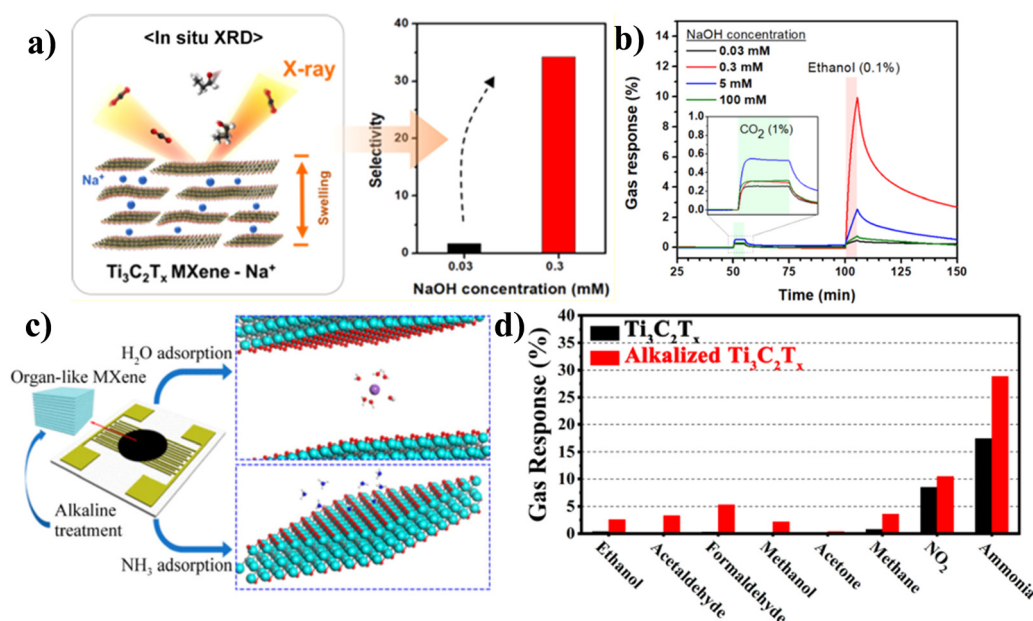 a)
<In situ XRD>
X-ray
Na⁺
Swelling
Ti₃C₂Tₓ MXene - Na⁺
Selectivity
40
30
20
10
0
0.03
0.3
NaOH concentration (mM)
b)
Gas response (%)
14
12
10
8
6
4
2
0
NaOH concentration
0.03 mM
0.3 mM
5 mM
100 mM
Ethanol (0.1%)
1.0
0.8
0.6
0.4
0.2
0.0
CO₂ (1%)
25
50
75
100
125
150
Time (min)
c)
H₂O adsorption
Organ-like MXene
Alkaline
treatment
NH₃ adsorption
d)
Gas Response (%)
40
35
30
25
20
15
10
5
0
Ti₃C₂Tₓ
Alkalized Ti₃C₂Tₓ
Ethanol
Acetaldehyde
Formaldehyde
Methanol
Acetone
Methane
NO₂
Ammonia